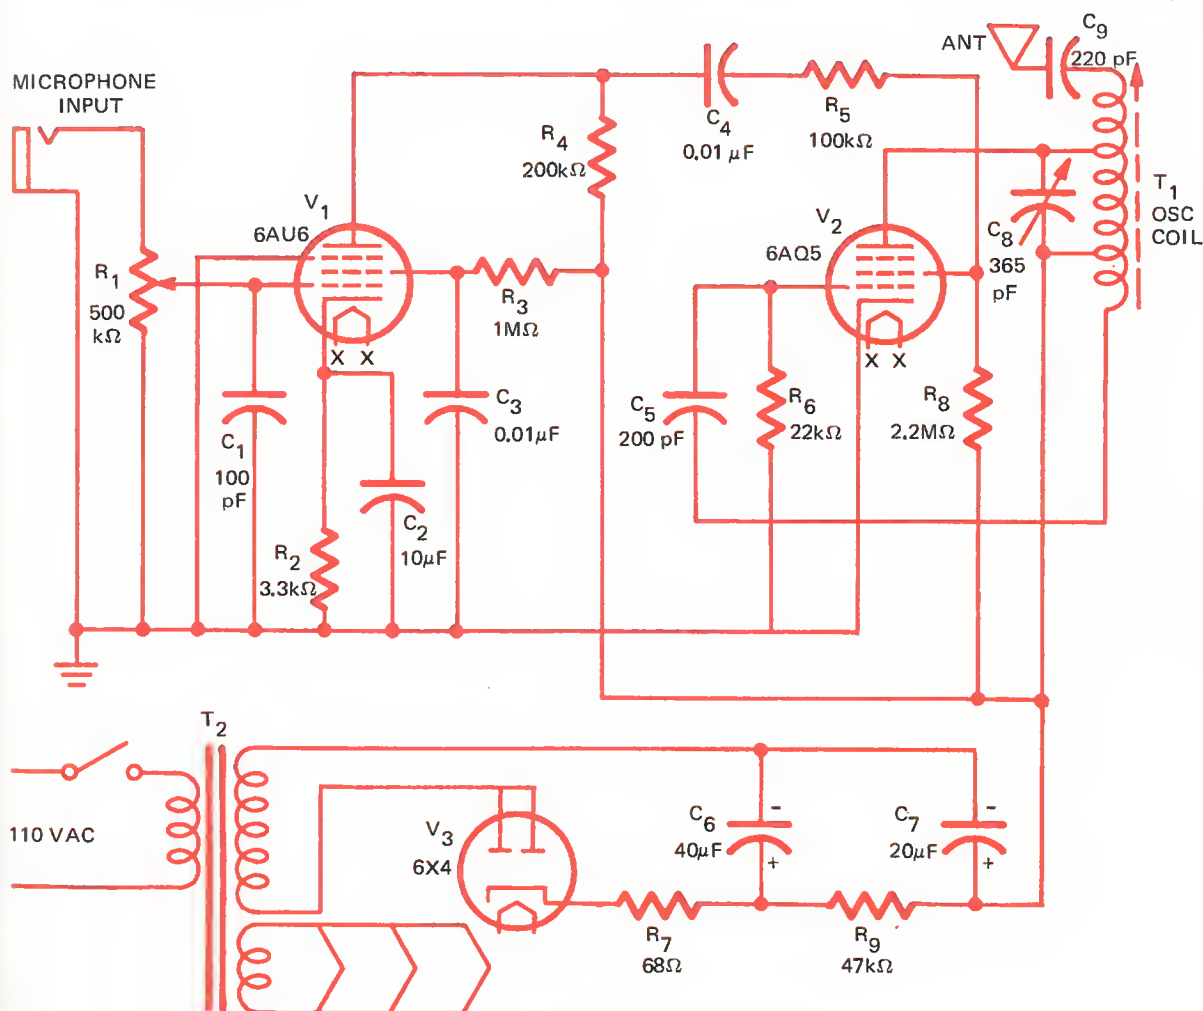 MICROPHONE
INPUT
ANT
C9
220 pF
R4
200kΩ
C4
0.01 μF
R5
100kΩ
T1
OSC
COIL
C8
365
pF
V1
6AU6
V2
6AQ5
R1
500
kΩ
R3
1MΩ
X X
X X
C1
100
pF
C3
0.01μF
C5
200 pF
R6
22kΩ
R8
2.2MΩ
C2
10μF
R2
3.3kΩ
T2
110 VAC
V3
6X4
C6
40μF
-
+
C7
20μF
-
+
R7
68Ω
R9
47kΩ